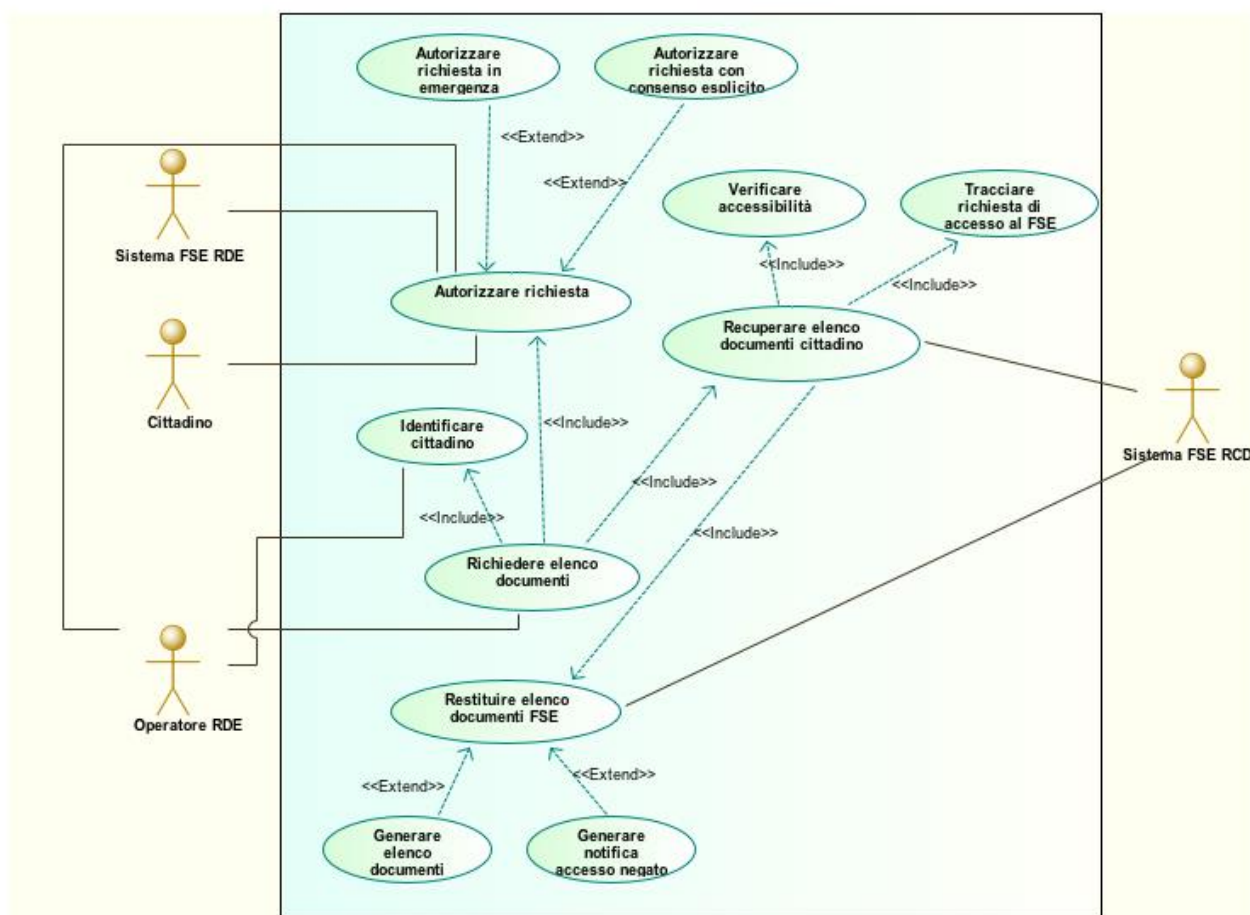 Autorizzare
richiesta in
emergenza
Autorizzare
richiesta con
consenso esplicito
<<Extend>>
<<Extend>>
Sistema FSE RDE
Verificare
accessibilità
Tracciare
richiesta di
accesso al FSE
<<Include>>
<<Include>>
Autorizzare richiesta
Recuperare elenco
documenti cittadino
Cittadino
Sistema FSE RCD
Identificare
cittadino
<<Include>>
<<Include>>
<<Include>>
<<Include>>
Richiedere elenco
documenti
Operatore RDE
Restituire elenco
documenti FSE
<<Extend>>
<<Extend>>
Generare
elenco
documenti
Generare
notifica
accesso negato